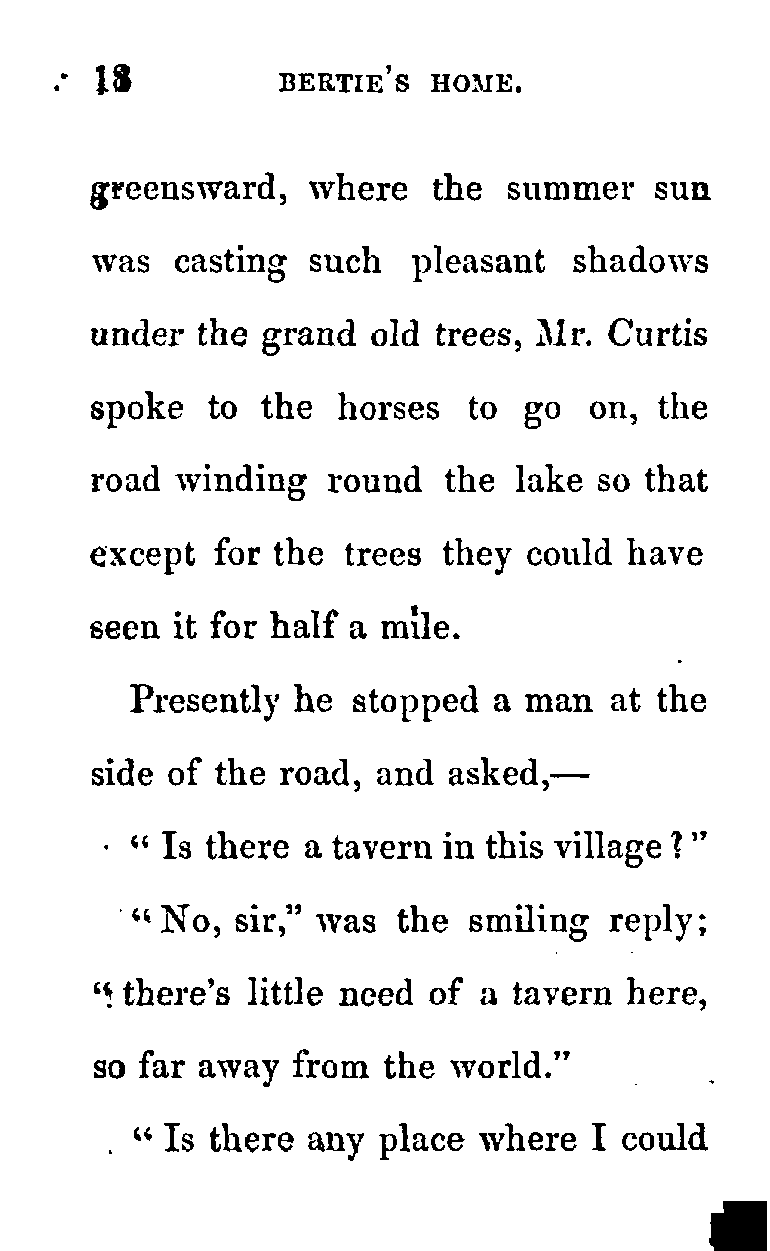 18 BERTIE'S HOME.
greensward, where the summer sun
was casting such pleasant shadows
under the grand old trees, Mr. Curtis
spoke to the horses to go on, the
road winding round the lake so that
except for the trees they could have
seen it for half a mile.
Presently he stopped a man at the
side of the road, and asked,—
“ Is there a tavern in this village ? ”
“ No, sir,” was the smiling reply;
“ there’s little need of a tavern here,
so far away from the world.”
“ Is there any place where I could